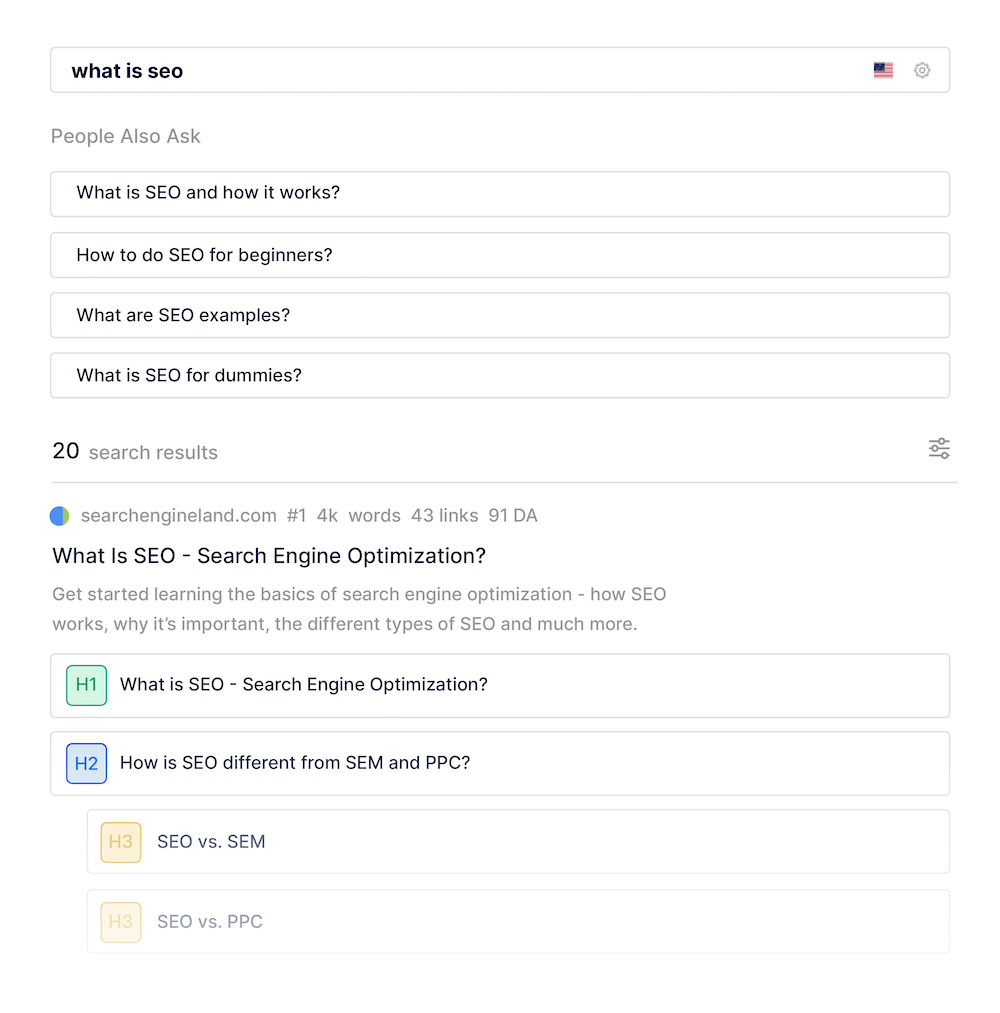 what is seo
People Also Ask
What is SEO and how it works?
How to do SEO for beginners?
What are SEO examples?
What is SEO for dummies?
20 search results
searchengineland.com #1 4k words 43 links 91 DA
What Is SEO - Search Engine Optimization?
Get started learning the basics of search engine optimization - how SEO
works, why it’s important, the different types of SEO and much more.
H1 What is SEO - Search Engine Optimization?
H2 How is SEO different from SEM and PPC?
H3 SEO vs. SEM
H3 SEO vs. PPC